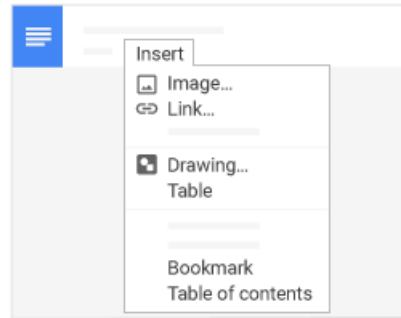 Insert
Image...
Link...
Drawing...
Table
Bookmark
Table of contents